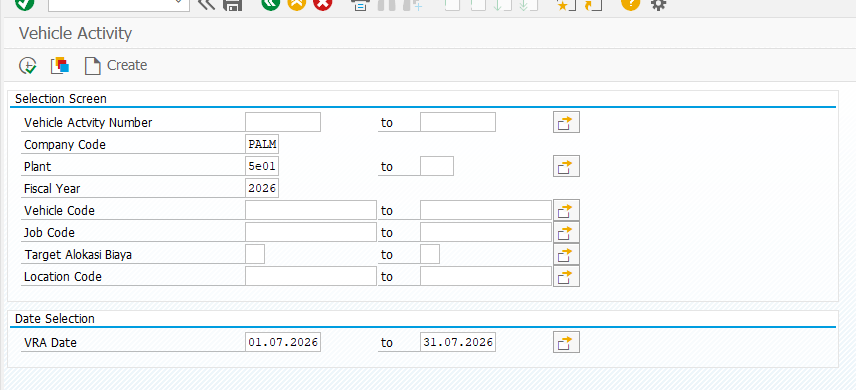 Vehicle Activity
Create
Selection Screen
Vehicle Actvity Number to
Company Code PALM
Plant 5e01 to
Fiscal Year 2026
Vehicle Code to
Job Code to
Target Alokasi Biaya to
Location Code to
Date Selection
VRA Date 01.07.2026 to 31.07.2026